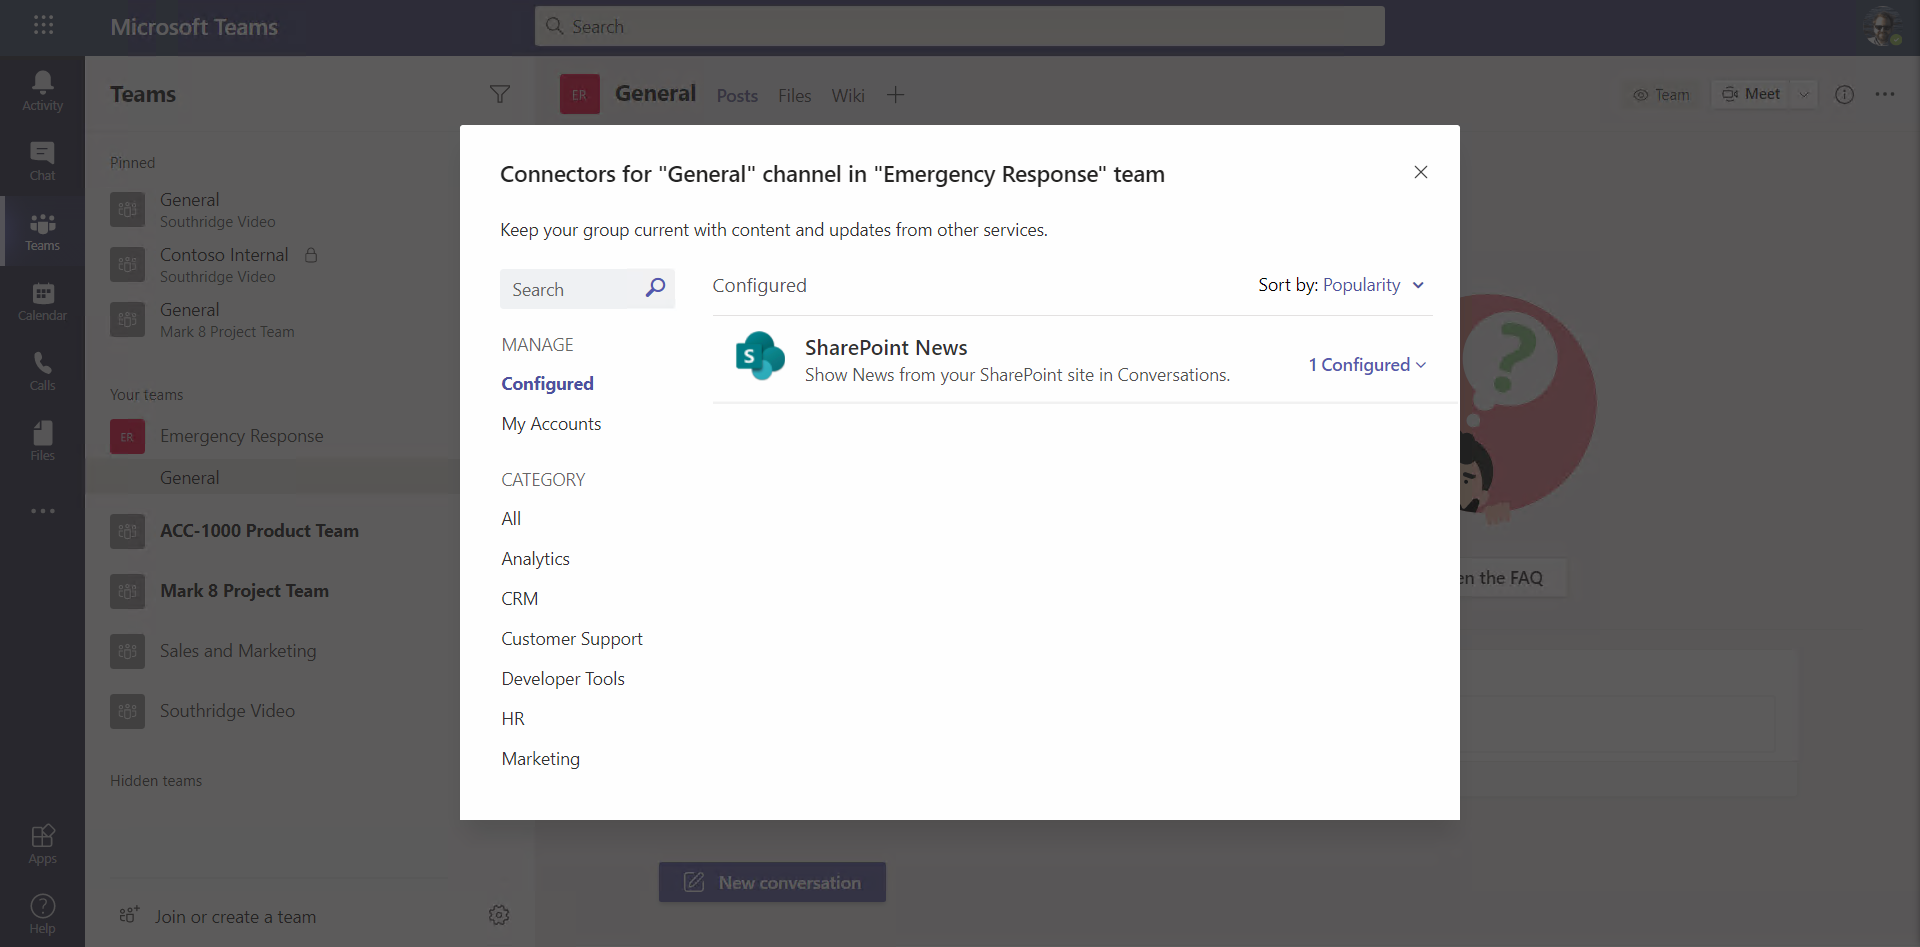 Microsoft Teams
Search
Activity
Chat
Teams
Calendar
Calls
Files
Apps
Help
Teams
Pinned
General
Southridge Video
Contoso Internal
Southridge Video
General
Mark 8 Project Team
Your teams
ER
Emergency Response
General
ACC-1000 Product Team
Mark 8 Project Team
Sales and Marketing
Southridge Video
Hidden teams
Join or create a team
ER
General
Posts
Files
Wiki
Team
Meet
Connectors for "General" channel in "Emergency Response" team
Keep your group current with content and updates from other services.
Search
MANAGE
Configured
My Accounts
CATEGORY
All
Analytics
CRM
Customer Support
Developer Tools
HR
Marketing
Configured
Sort by: Popularity
S
SharePoint News
Show News from your SharePoint site in Conversations.
1 Configured
?
en the FAQ
New conversation